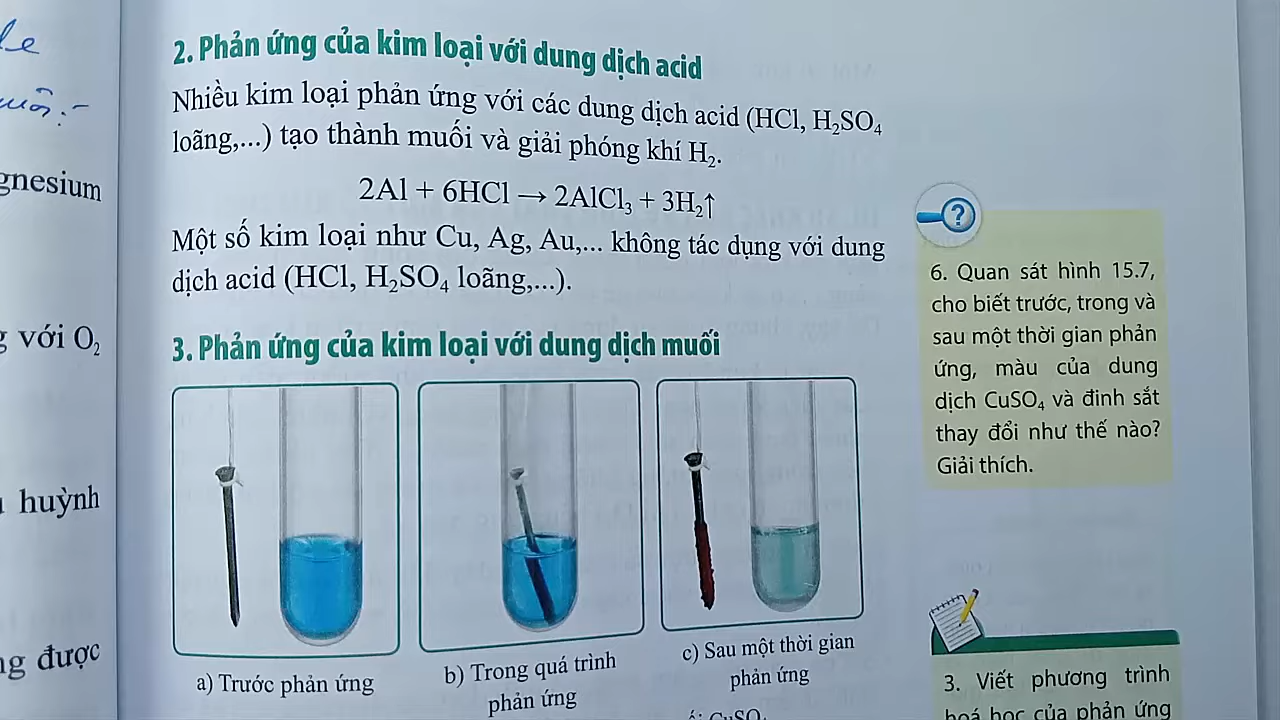 2. Phản ứng của kim loại với dung dịch acid
Nhiều kim loại phản ứng với các dung dịch acid (HCl, H₂SO₄
loãng,...) tạo thành muối và giải phóng khí H₂.
2Al + 6HCl → 2AlCl₃ + 3H₂↑
Một số kim loại như Cu, Ag, Au,... không tác dụng với dung
dịch acid (HCl, H₂SO₄ loãng,...).
3. Phản ứng của kim loại với dung dịch muối
a) Trước phản ứng
b) Trong quá trình
phản ứng
c) Sau một thời gian
phản ứng
?
6. Quan sát hình 15.7,
cho biết trước, trong và
sau một thời gian phản
ứng, màu của dung
dịch CuSO₄ và đinh sắt
thay đổi như thế nào?
Giải thích.
3. Viết phương trình
hoá học của phản ứng
gnesium
với O₂
huỳnh
được